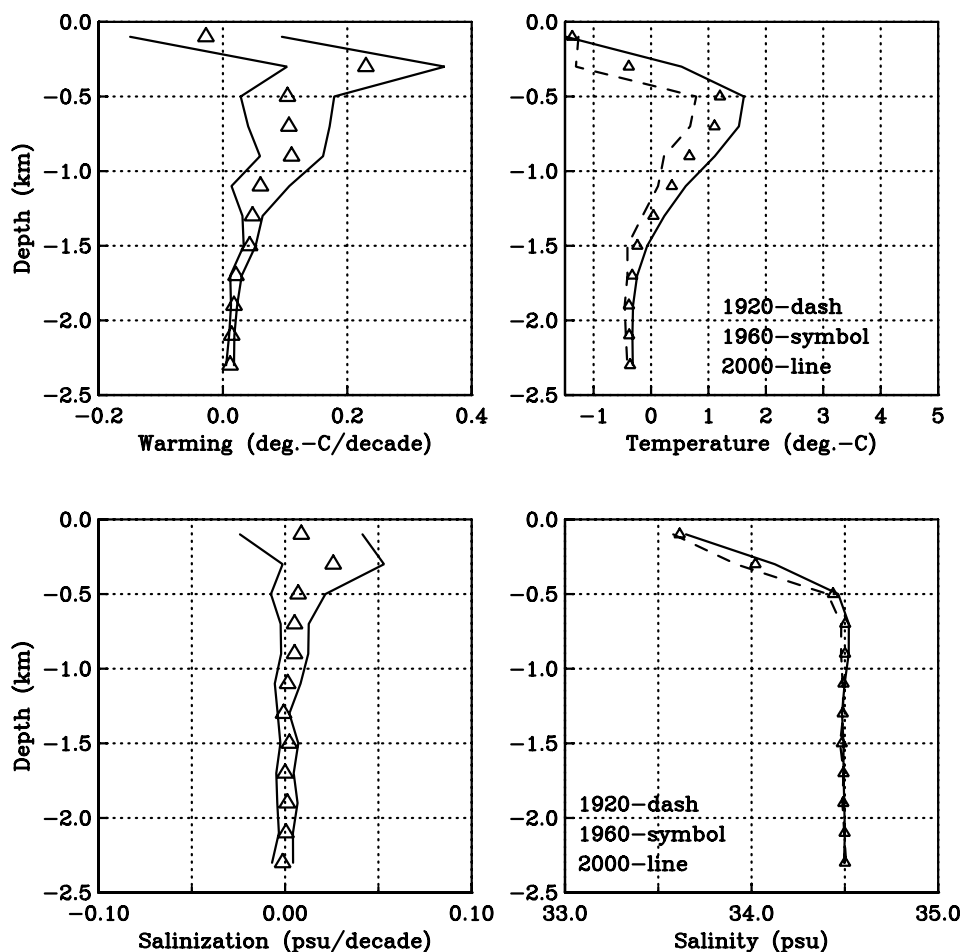 0.0
−0.5
−1.0
−1.5
−2.0
−2.5
Depth (km)
−0.2 0.0 0.2 0.4
Warming (deg.−C/decade)
0.0
−0.5
−1.0
−1.5
−2.0
−2.5
1920−dash
1960−symbol
2000−line
−1 0 1 2 3 4 5
Temperature (deg.−C)
0.0
−0.5
−1.0
−1.5
−2.0
−2.5
Depth (km)
−0.10 0.00 0.10
Salinization (psu/decade)
0.0
−0.5
−1.0
−1.5
−2.0
−2.5
1920−dash
1960−symbol
2000−line
33.0 34.0 35.0
Salinity (psu)